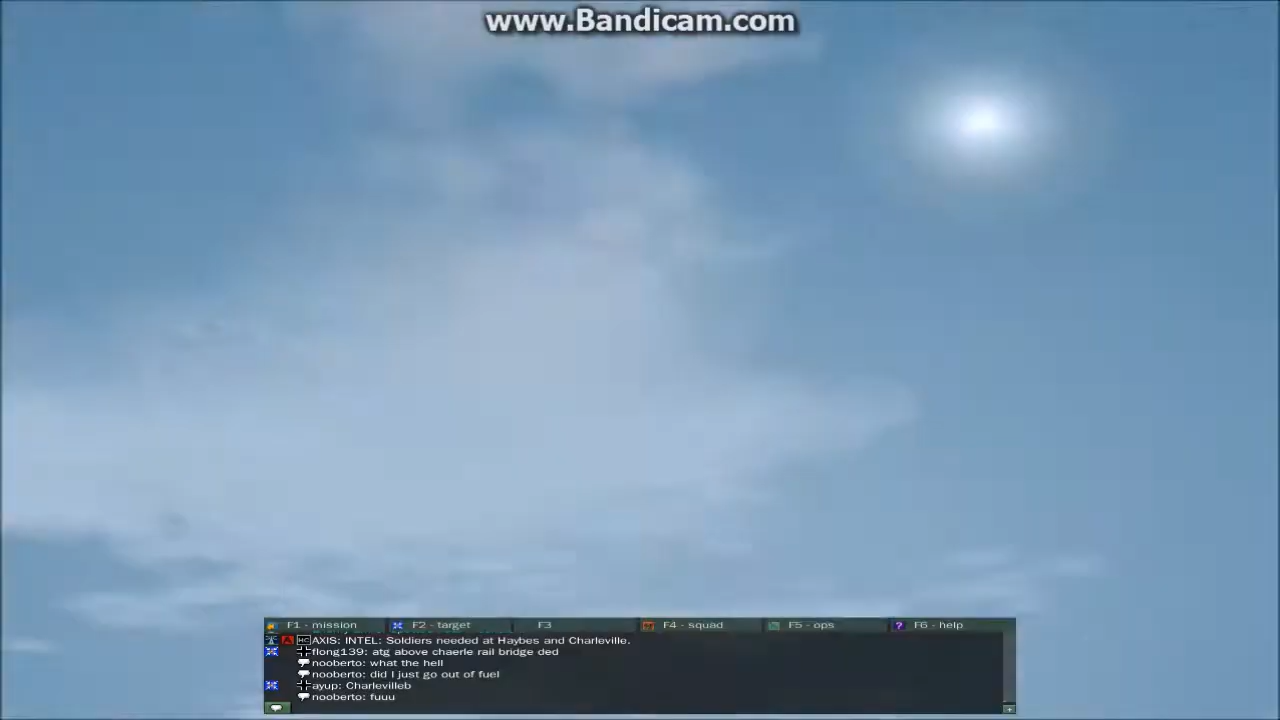 www.Bandicam.com
F1 - mission F2 - target F3 F4 - squad F5 - ops ? F6 - help
HC AXIS: INTEL: Soldiers needed at Haybes and Charleville.
flong139: atg above chaerle rail bridge ded
nooberto: what the hell
nooberto: did I just go out of fuel
ayup: Charlevilleb
nooberto: fuuu